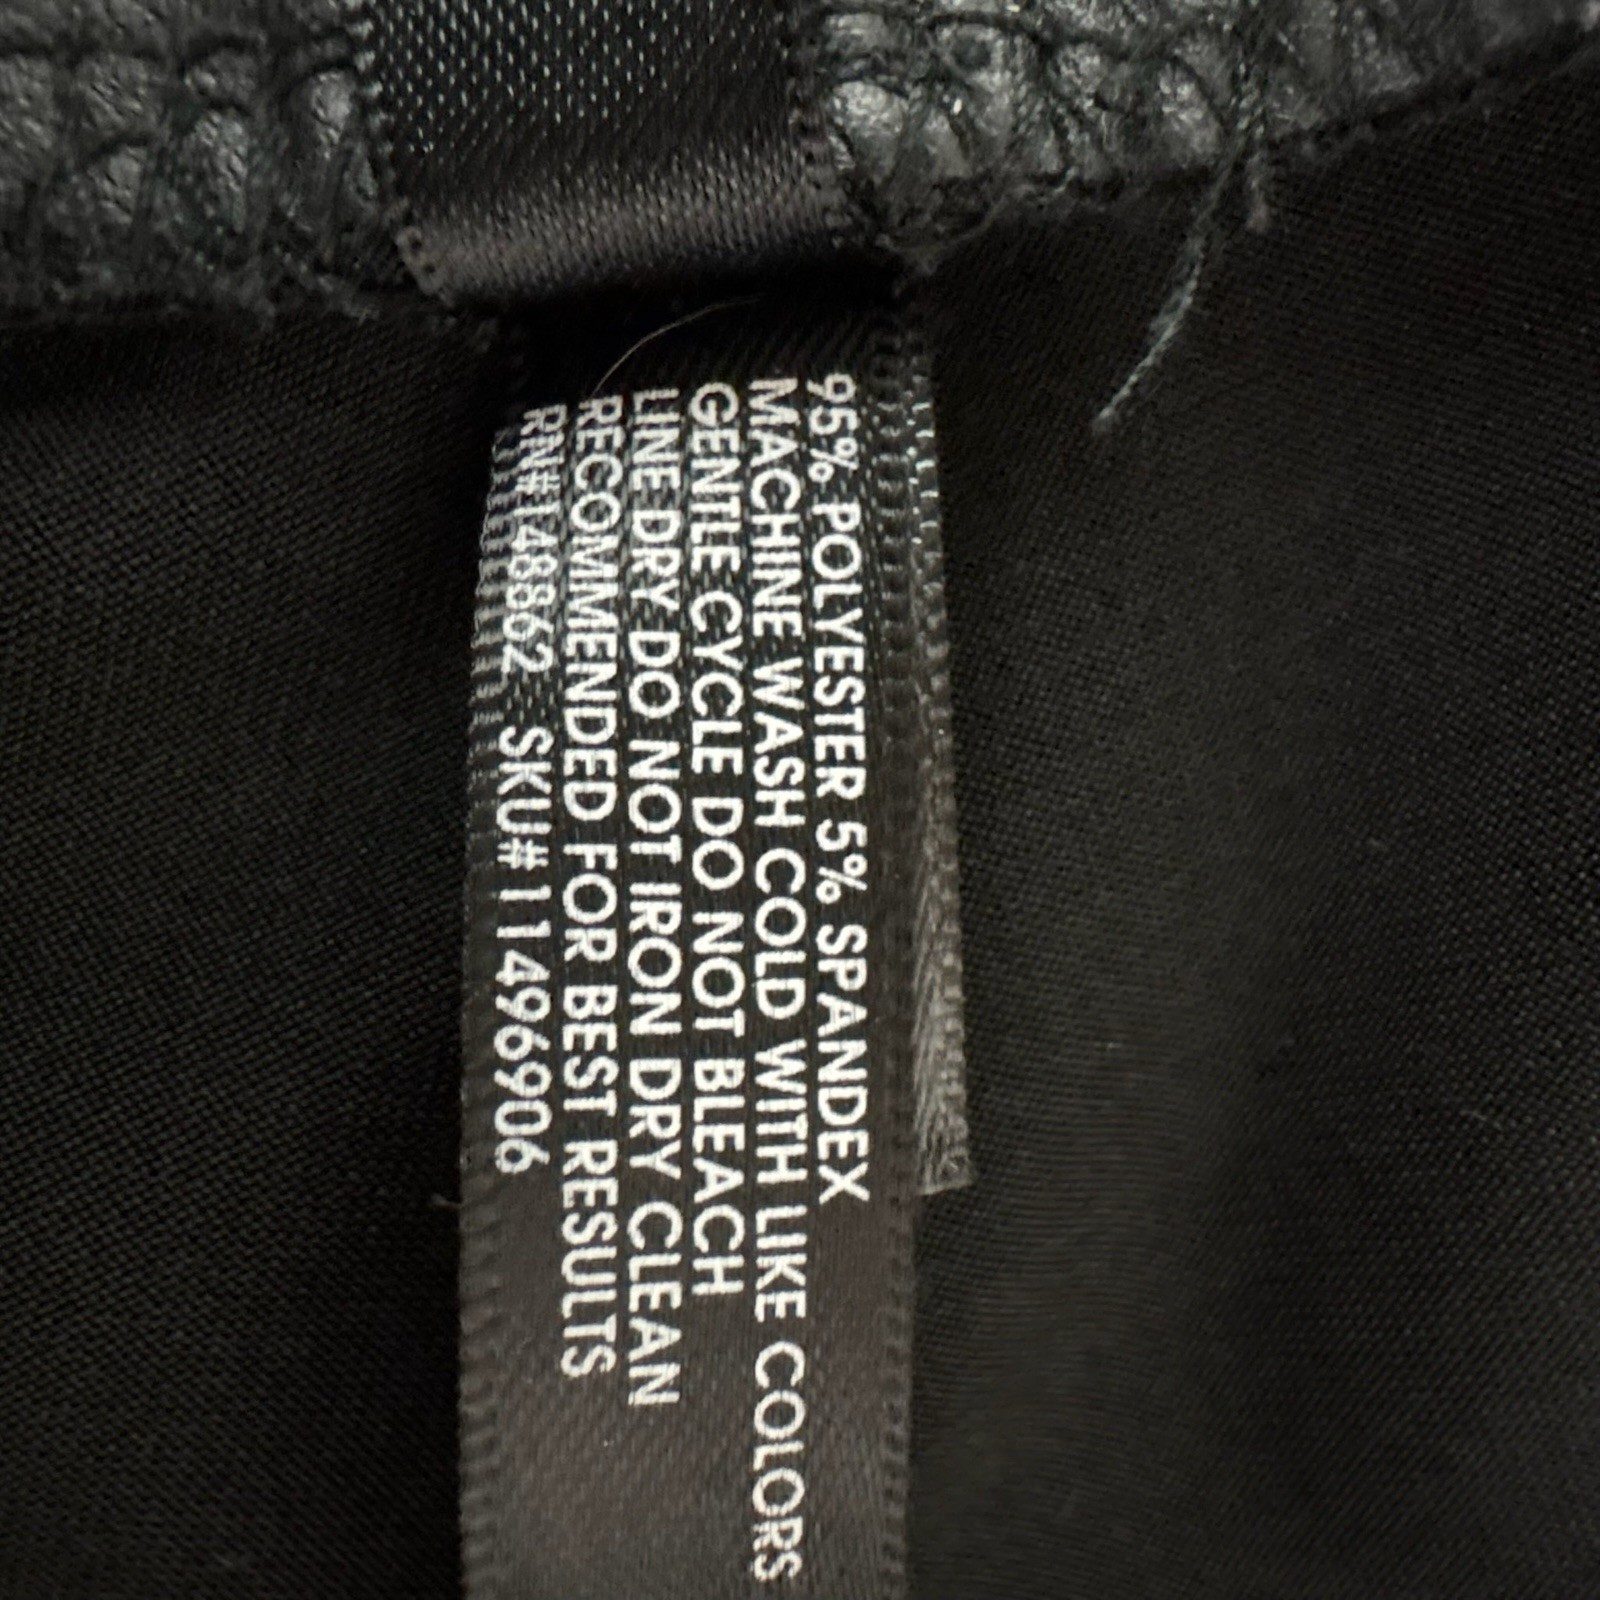 95% POLYESTER 5% SPANDEX
MACHINE WASH COLD WITH LIKE COLORS
GENTLE CYCLE DO NOT BLEACH
LINE DRY DO NOT IRON DRY CLEAN
RECOMMENDED FOR BEST RESULTS
RN#148862 SKU#11496906